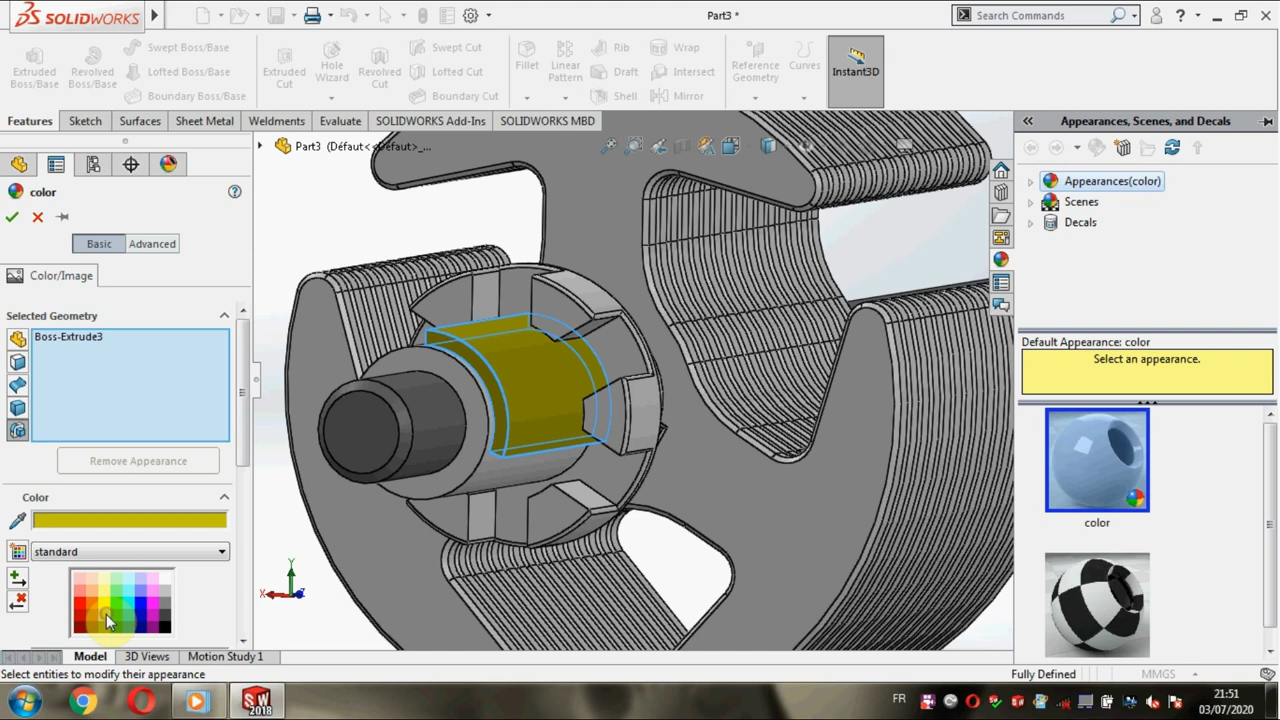 SOLIDWORKS
Part3 *
Search Commands
Extruded Boss/Base
Revolved Boss/Base
Swept Boss/Base
Lofted Boss/Base
Boundary Boss/Base
Extruded Cut
Hole Wizard
Revolved Cut
Swept Cut
Lofted Cut
Boundary Cut
Fillet
Linear Pattern
Rib
Draft
Shell
Wrap
Intersect
Mirror
Reference Geometry
Curves
Instant3D
Features
Sketch
Surfaces
Sheet Metal
Weldments
Evaluate
SOLIDWORKS Add-Ins
SOLIDWORKS MBD
Part3 (Défaut<<Défaut>_...
color
Basic
Advanced
Color/Image
Selected Geometry
Boss-Extrude3
Remove Appearance
Color
standard
Y
X
Z
Appearances, Scenes, and Decals
Appearances(color)
Scenes
Decals
Default Appearance: color
Select an appearance.
color
Model
3D Views
Motion Study 1
Select entities to modify their appearance
Fully Defined
MMGS
SW
2018
FR
21:51
03/07/2020